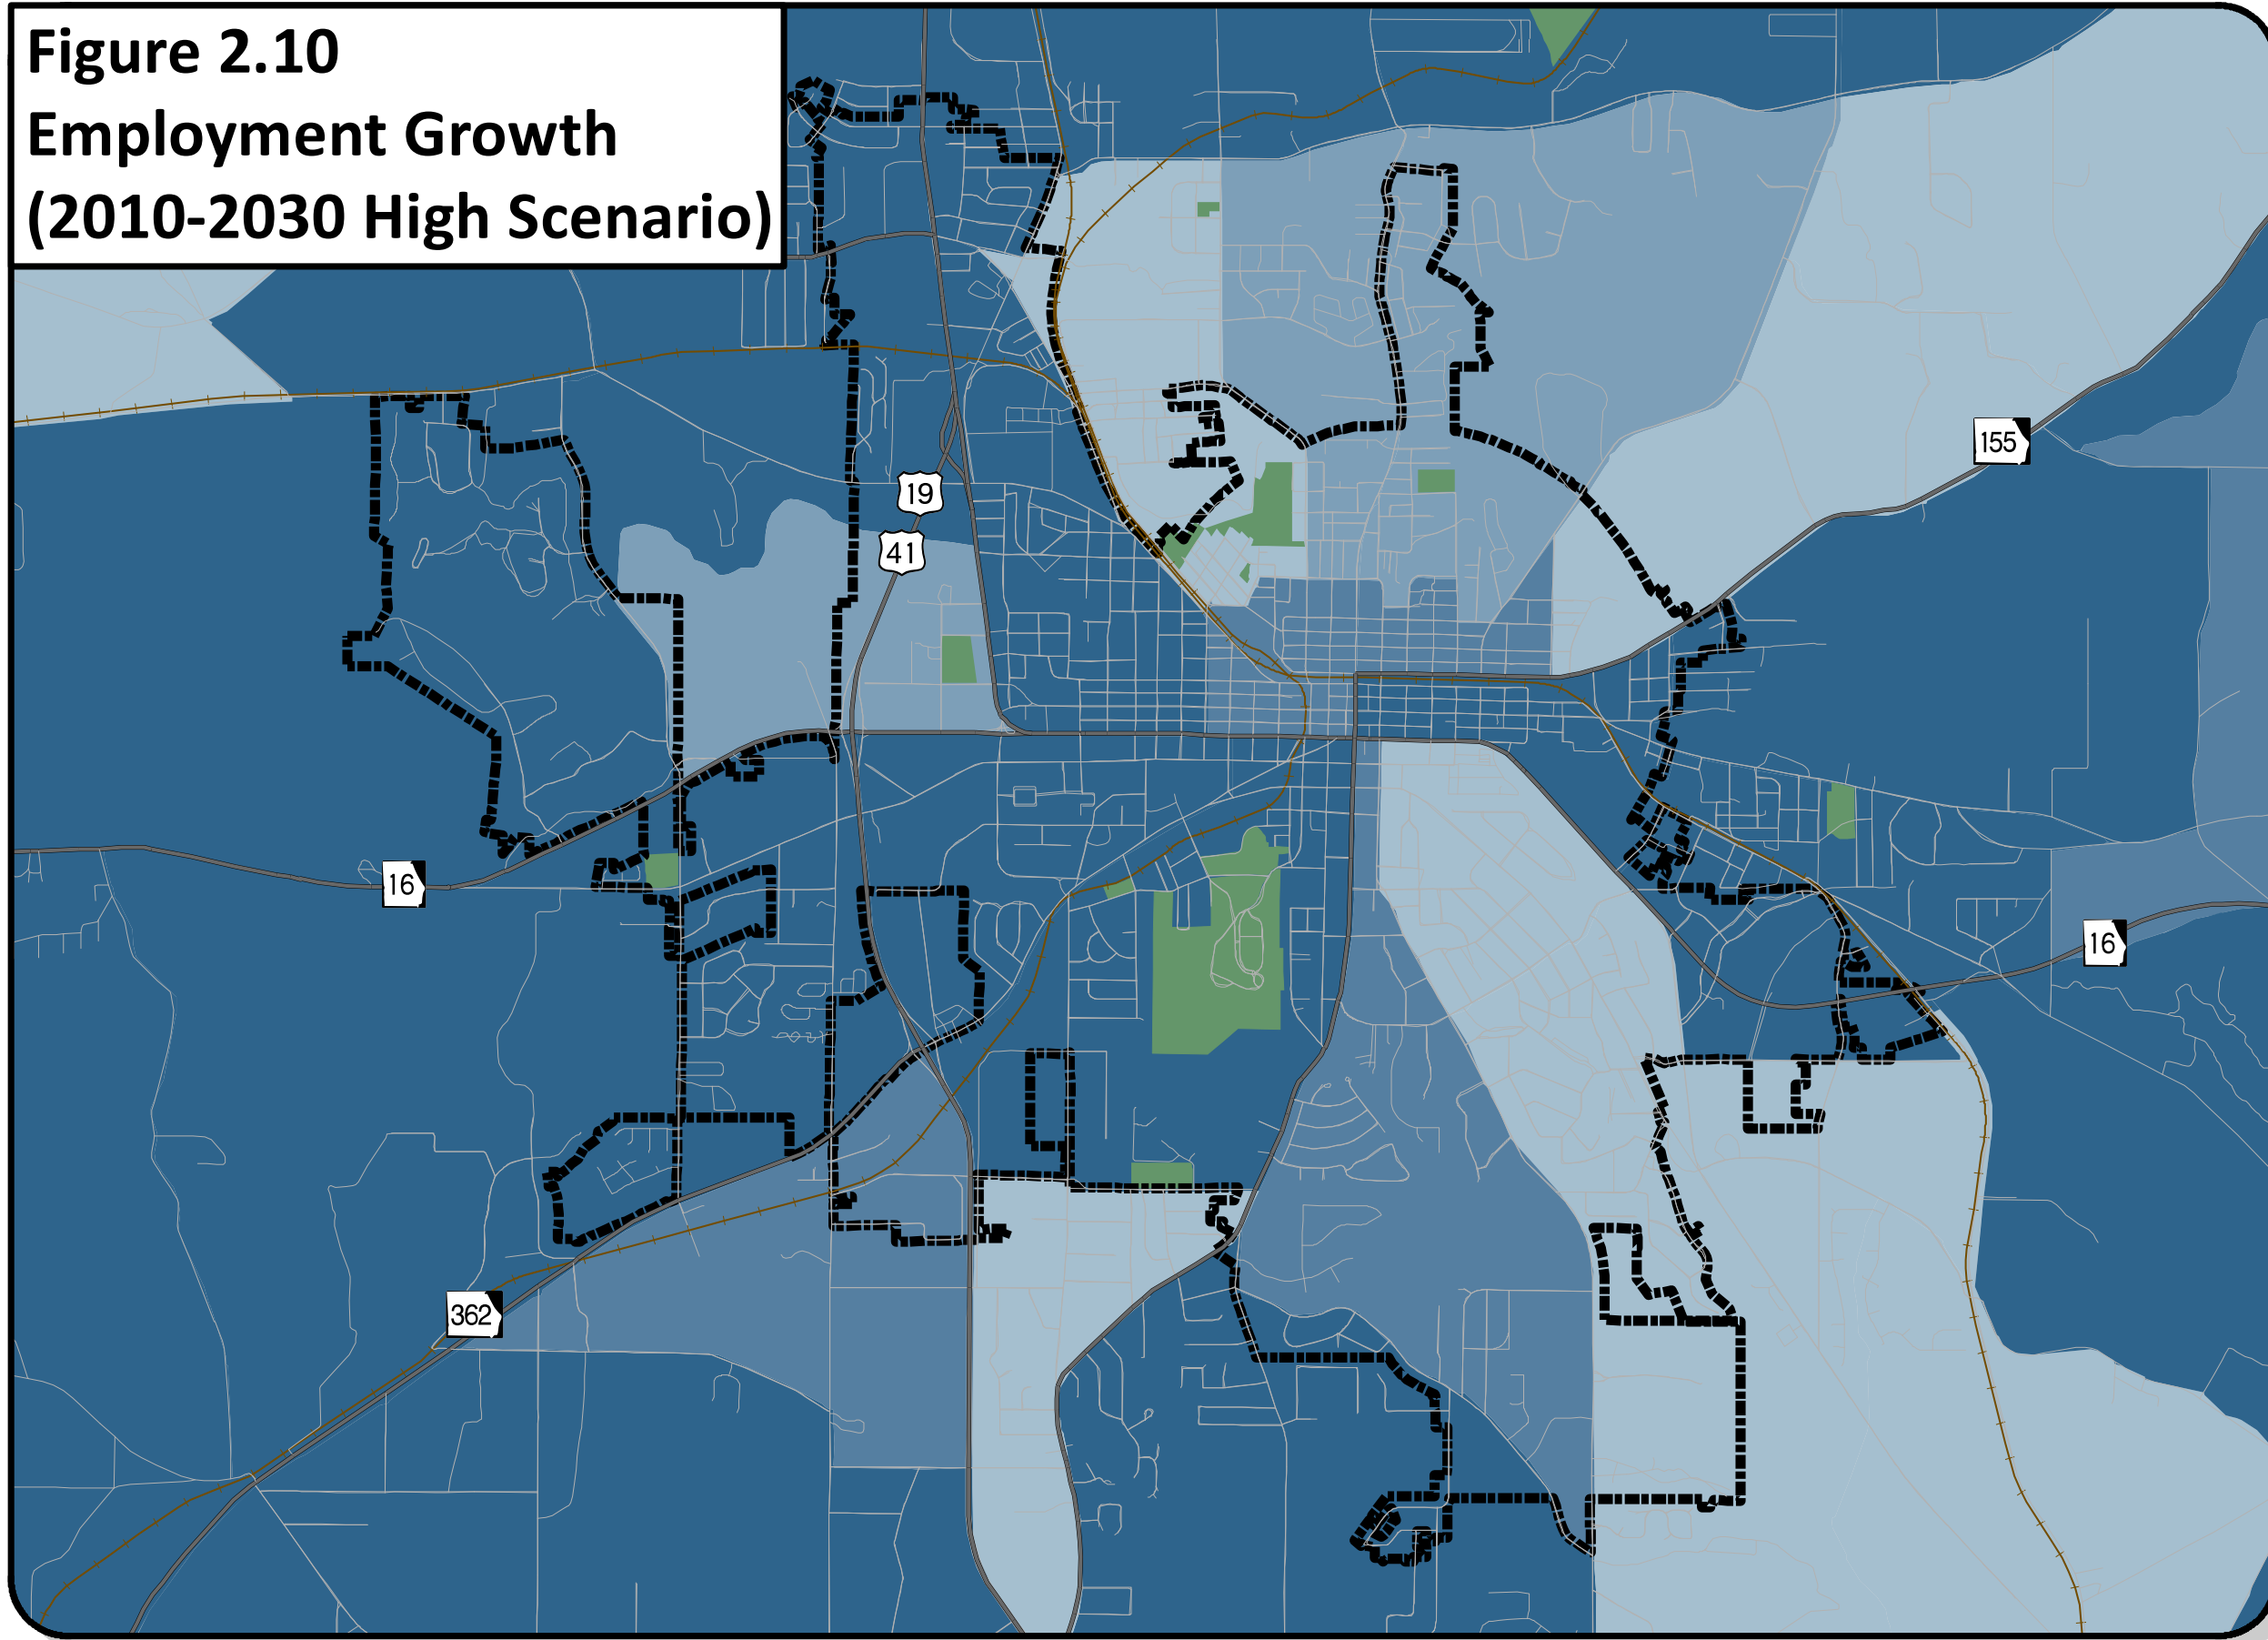 Figure 2.10
Employment Growth
(2010-2030 High Scenario)
155
19
41
16
16
362